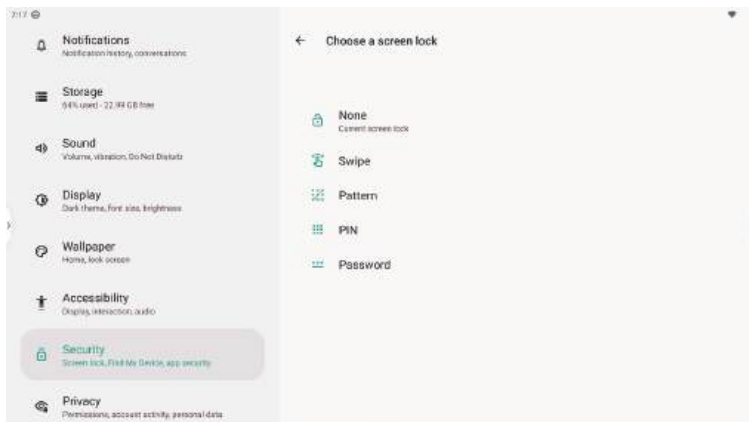 7:17
Notifications
Notification history, conversations
Storage
64% used - 22.99 GB free
Sound
Volume, vibration, Do Not Disturb
Display
Dark theme, font size, brightness
Wallpaper
Home, lock screen
Accessibility
Display, interaction, audio
Security
Screen lock, Find My Device, app security
Privacy
Permissions, account activity, personal data
Choose a screen lock
None
Current screen lock
Swipe
Pattern
PIN
Password